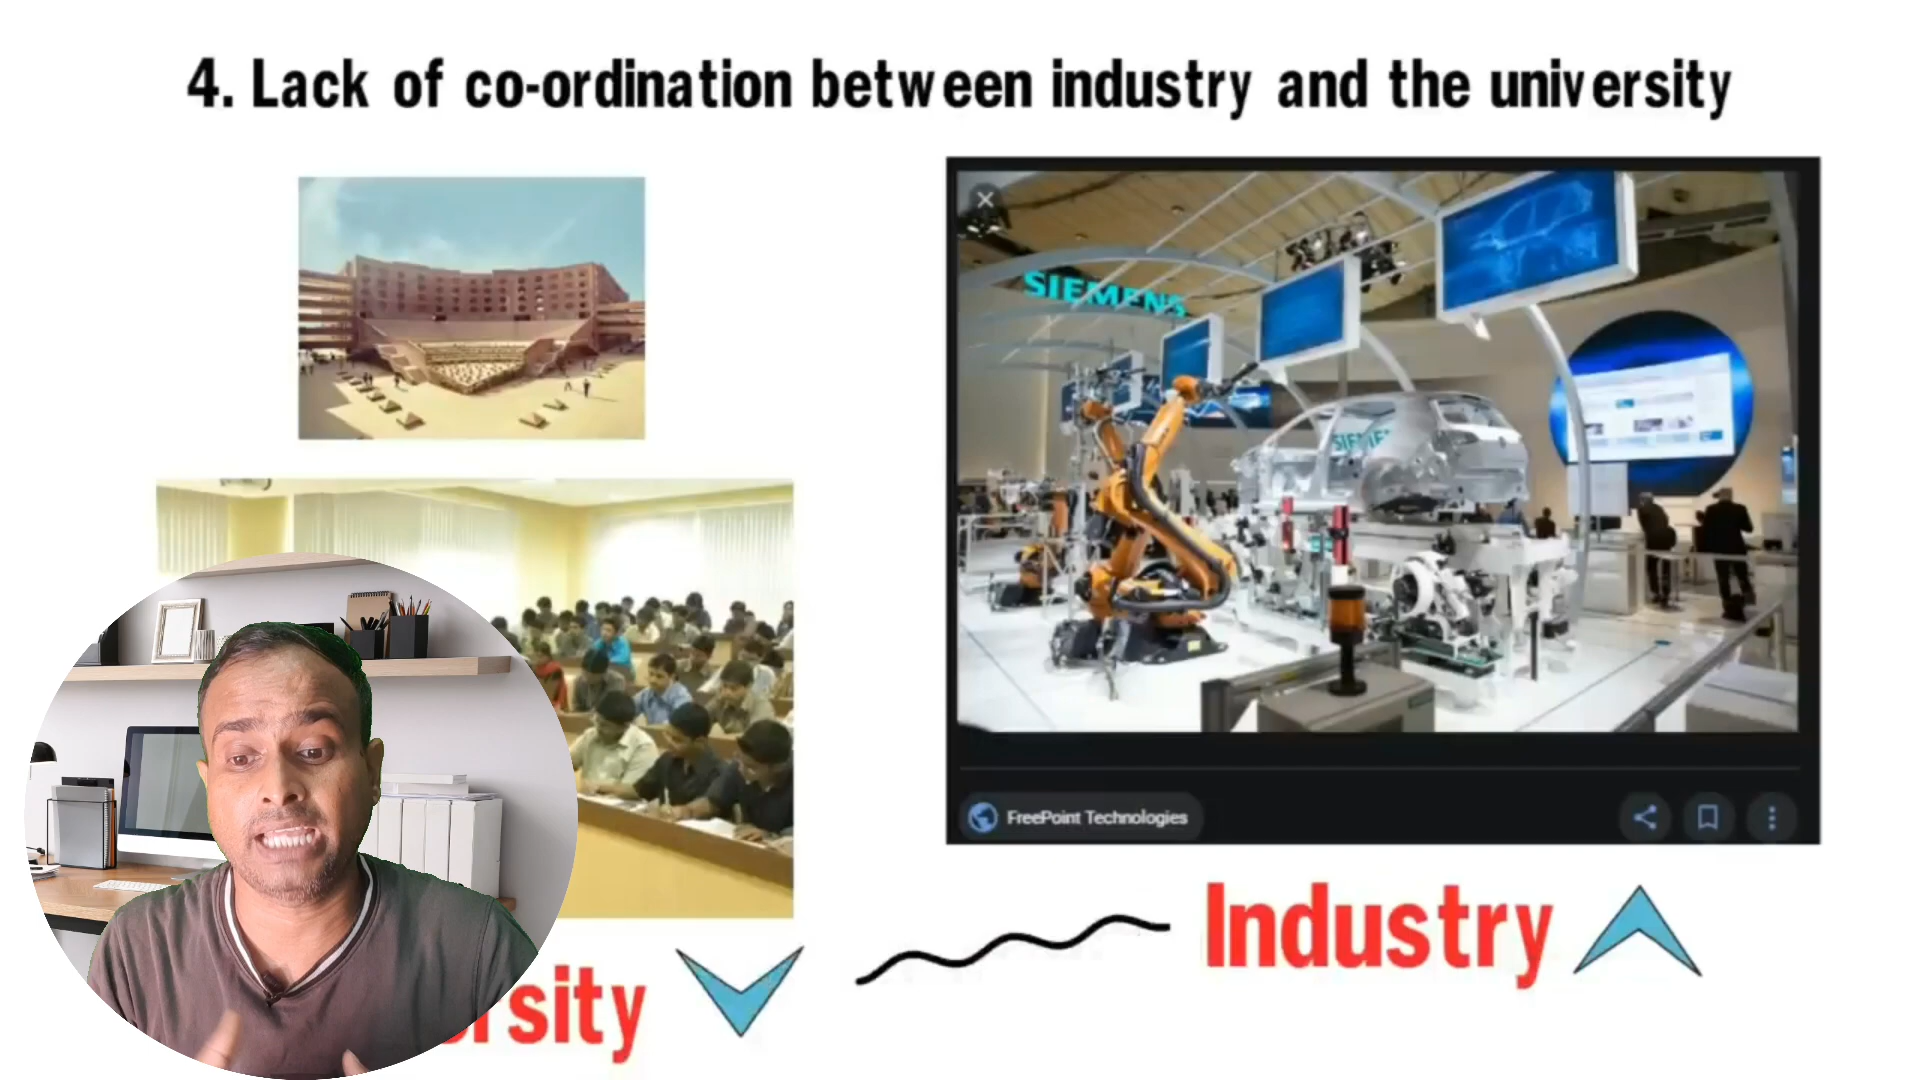 4. Lack of co-ordination between industry and the university
SIEMENS
FreePoint Technologies
Industry
sity